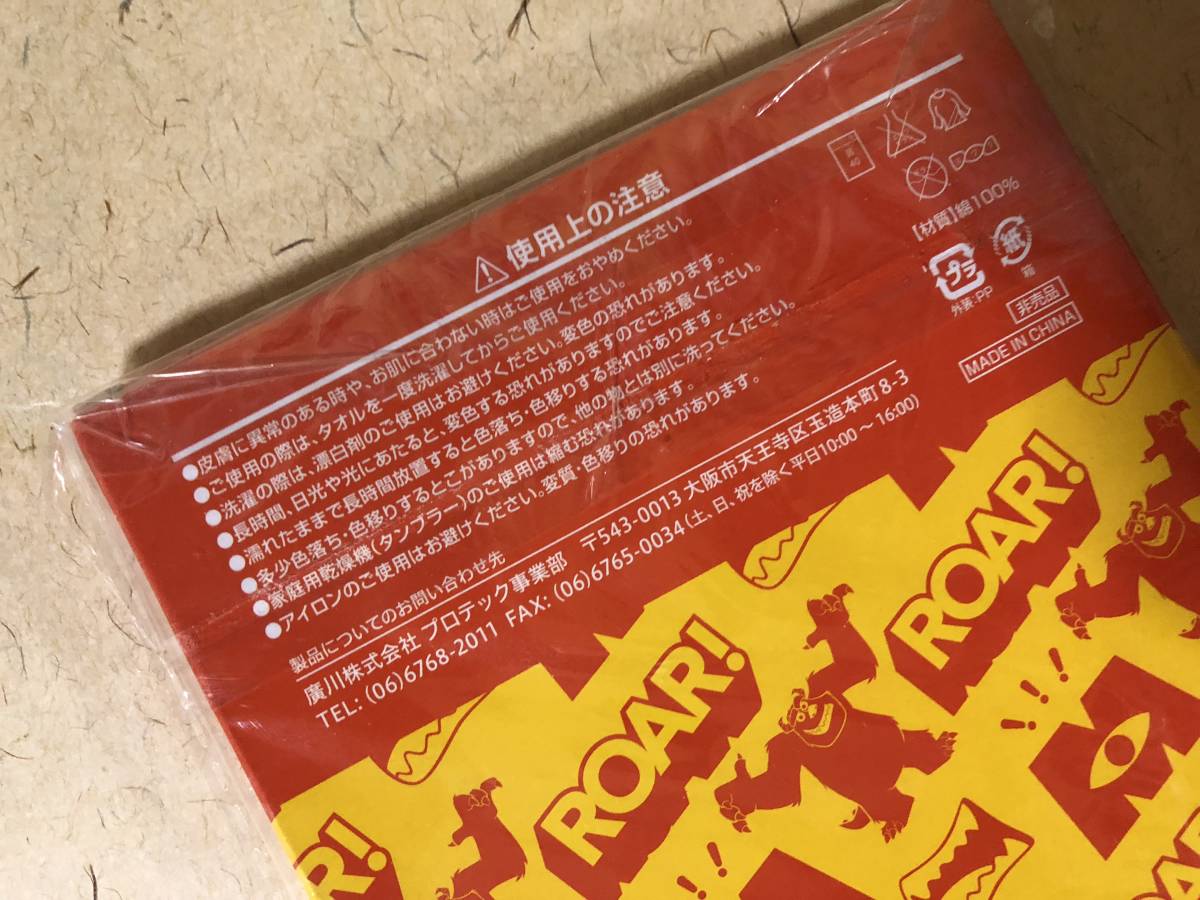 ⚠使用上の注意
●皮膚に異常のある時や、お肌に合わない時はご使用をおやめください。
●ご使用の際は、タオルを一度洗濯してからご使用ください。
●洗濯の際は、漂白剤のご使用はお避けください。変色の恐れがあります。
●長時間、日光や光にあたると、変色する恐れがありますのでご注意ください。
●濡れたままで長時間放置すると色落ち・色移りする恐れがあります。
●多少色落ち・色移りすることがありますので、他の物とは別に洗ってください。
●家庭用乾燥機(タンブラー)のご使用は縮む恐れがあります。
●アイロンのご使用はお避けください。変質・色移りの恐れがあります。
製品についてのお問い合わせ先
廣川株式会社 プロテック事業部 〒543-0013 大阪市天王寺区玉造本町8-3
TEL: (06)6768-2011 FAX: (06)6765-0034 (土、日、祝を除く平日10:00～16:00)
【材質】綿100%
プラ 紙
外装:PP 箱
非売品
MADE IN CHINA
ROAR!
ROAR!
ROAR!